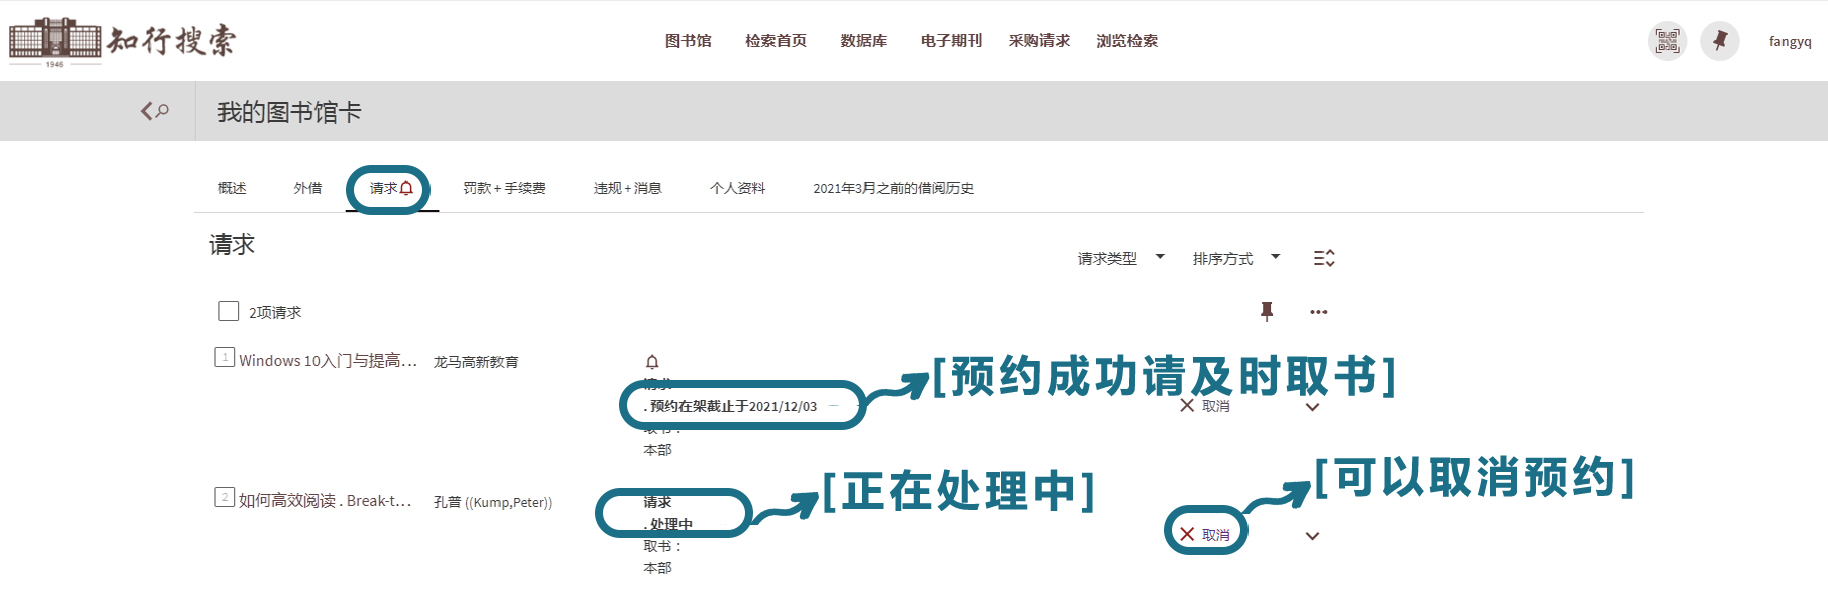 知行搜索
1946
图书馆 检索首页 数据库 电子期刊 采购请求 浏览检索
fangyq
我的图书馆卡
概述 外借 请求 罚款+手续费 违规+消息 个人资料 2021年3月之前的借阅历史
请求
请求类型 排序方式
2项请求
1 Windows 10入门与提高... 龙马高新教育
请求
. 预约在架截止于2021/12/03
[预约成功请及时取书]
取消
取书：
本部
2 如何高效阅读 . Break-t... 孔普 ((Kump,Peter))
请求
. 处理中
[正在处理中]
[可以取消预约]
取消
取书：
本部